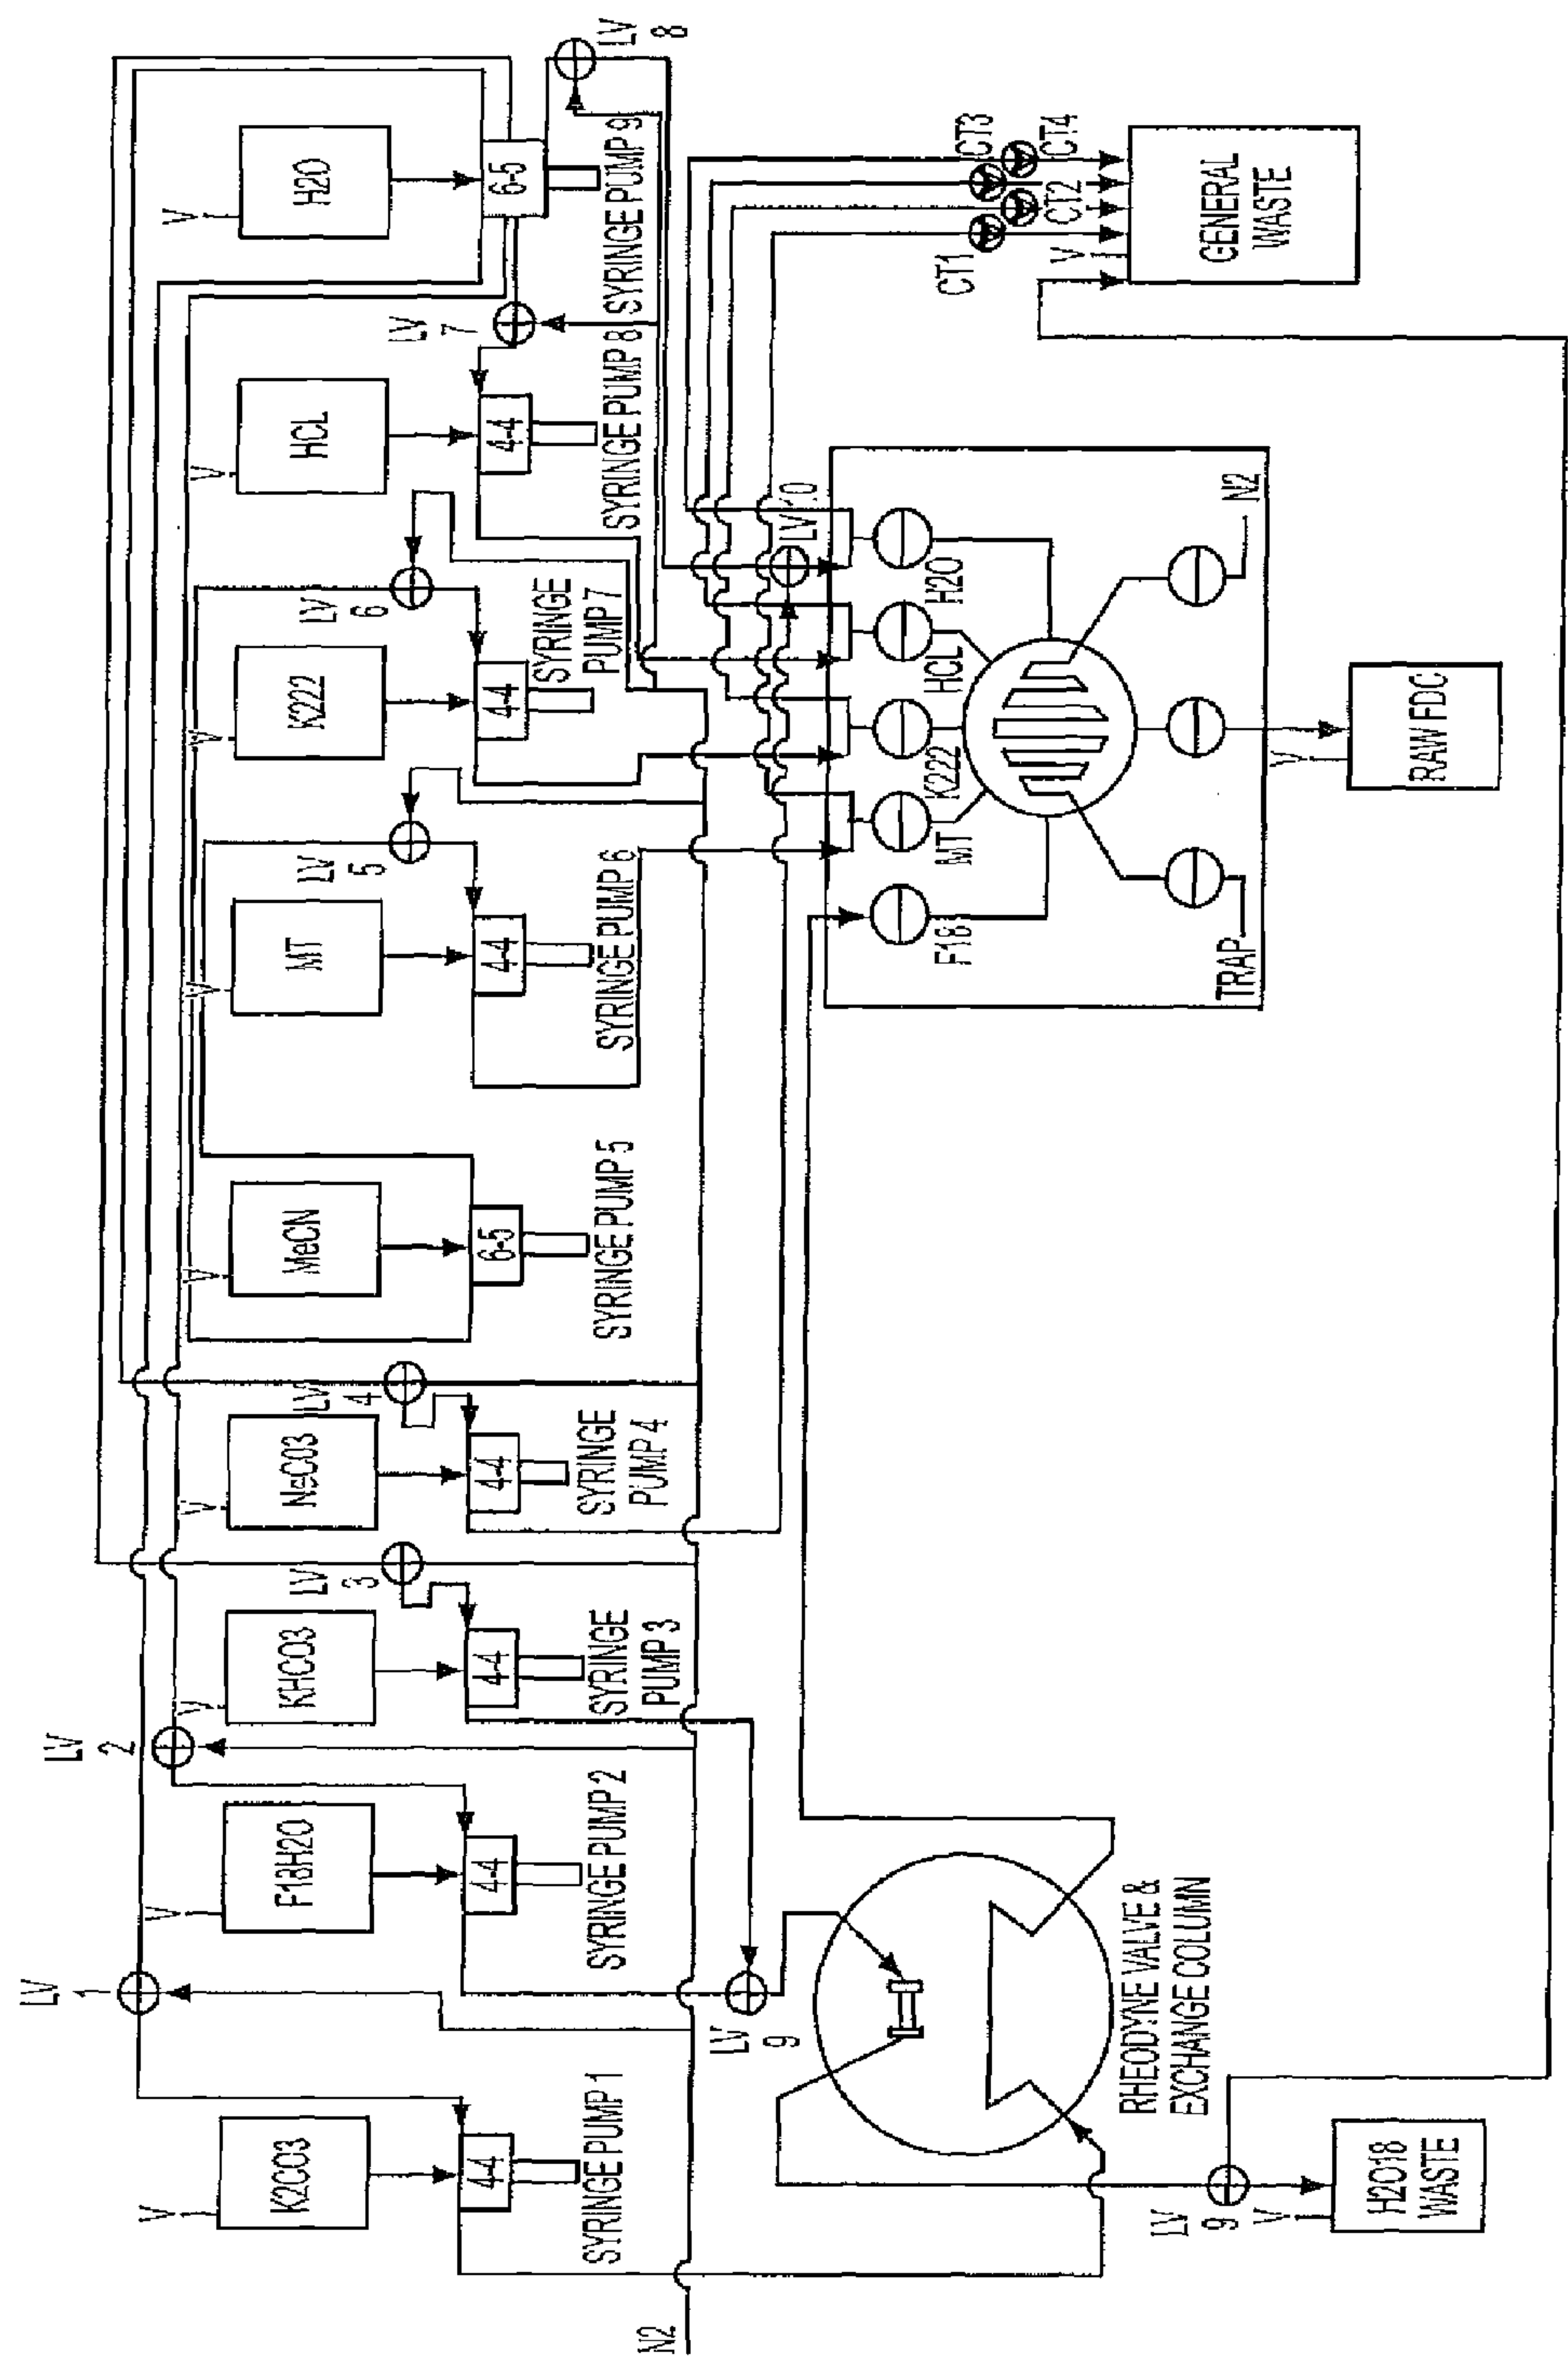 LV
1
LV
2
V
K2CO3
4-4
SYRINGE PUMP 1
V
F18H2O
4-4
SYRINGE PUMP 2
V
KHCO3
LV
3
4-4
SYRINGE
PUMP 3
V
NeCO3
LV
4
4-4
SYRINGE
PUMP 4
V
MeCN
6-5
SYRINGE PUMP 5
V
MT
LV
5
4-4
SYRINGE PUMP 6
V
K222
LV
6
4-4
SYRINGE
PUMP 7
V
HCL
LV
7
4-4
SYRINGE PUMP 8
V
H2O
6-5
SYRINGE PUMP 9
LV
8
N2
LV
9
RHEODYNE VALVE &
EXCHANGE COLUMN
LV
9
V
H2O18
WASTE
LV10
F18
MT
K222
HCL
H2O
TRAP
N2
V
RAW FDC
CT1
CT2
CT3
CT4
V
GENERAL
WASTE